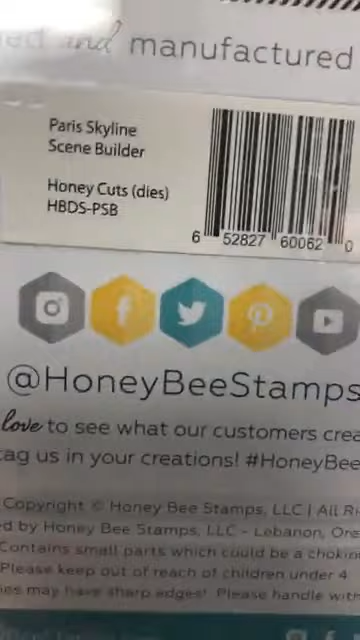 and manufactured
Paris Skyline
Scene Builder
Honey Cuts (dies)
HBDS-PSB
6 52827 60062 0
@HoneyBeeStamps
love to see what our customers crea
tag us in your creations! #HoneyBee
Copyright © Honey Bee Stamps, LLC | All Ri
ed by Honey Bee Stamps, LLC - Lebanon, Ore
Contains small parts which could be a chokin
Please keep out of reach of children under 4
ies may have sharp edges! Please handle with